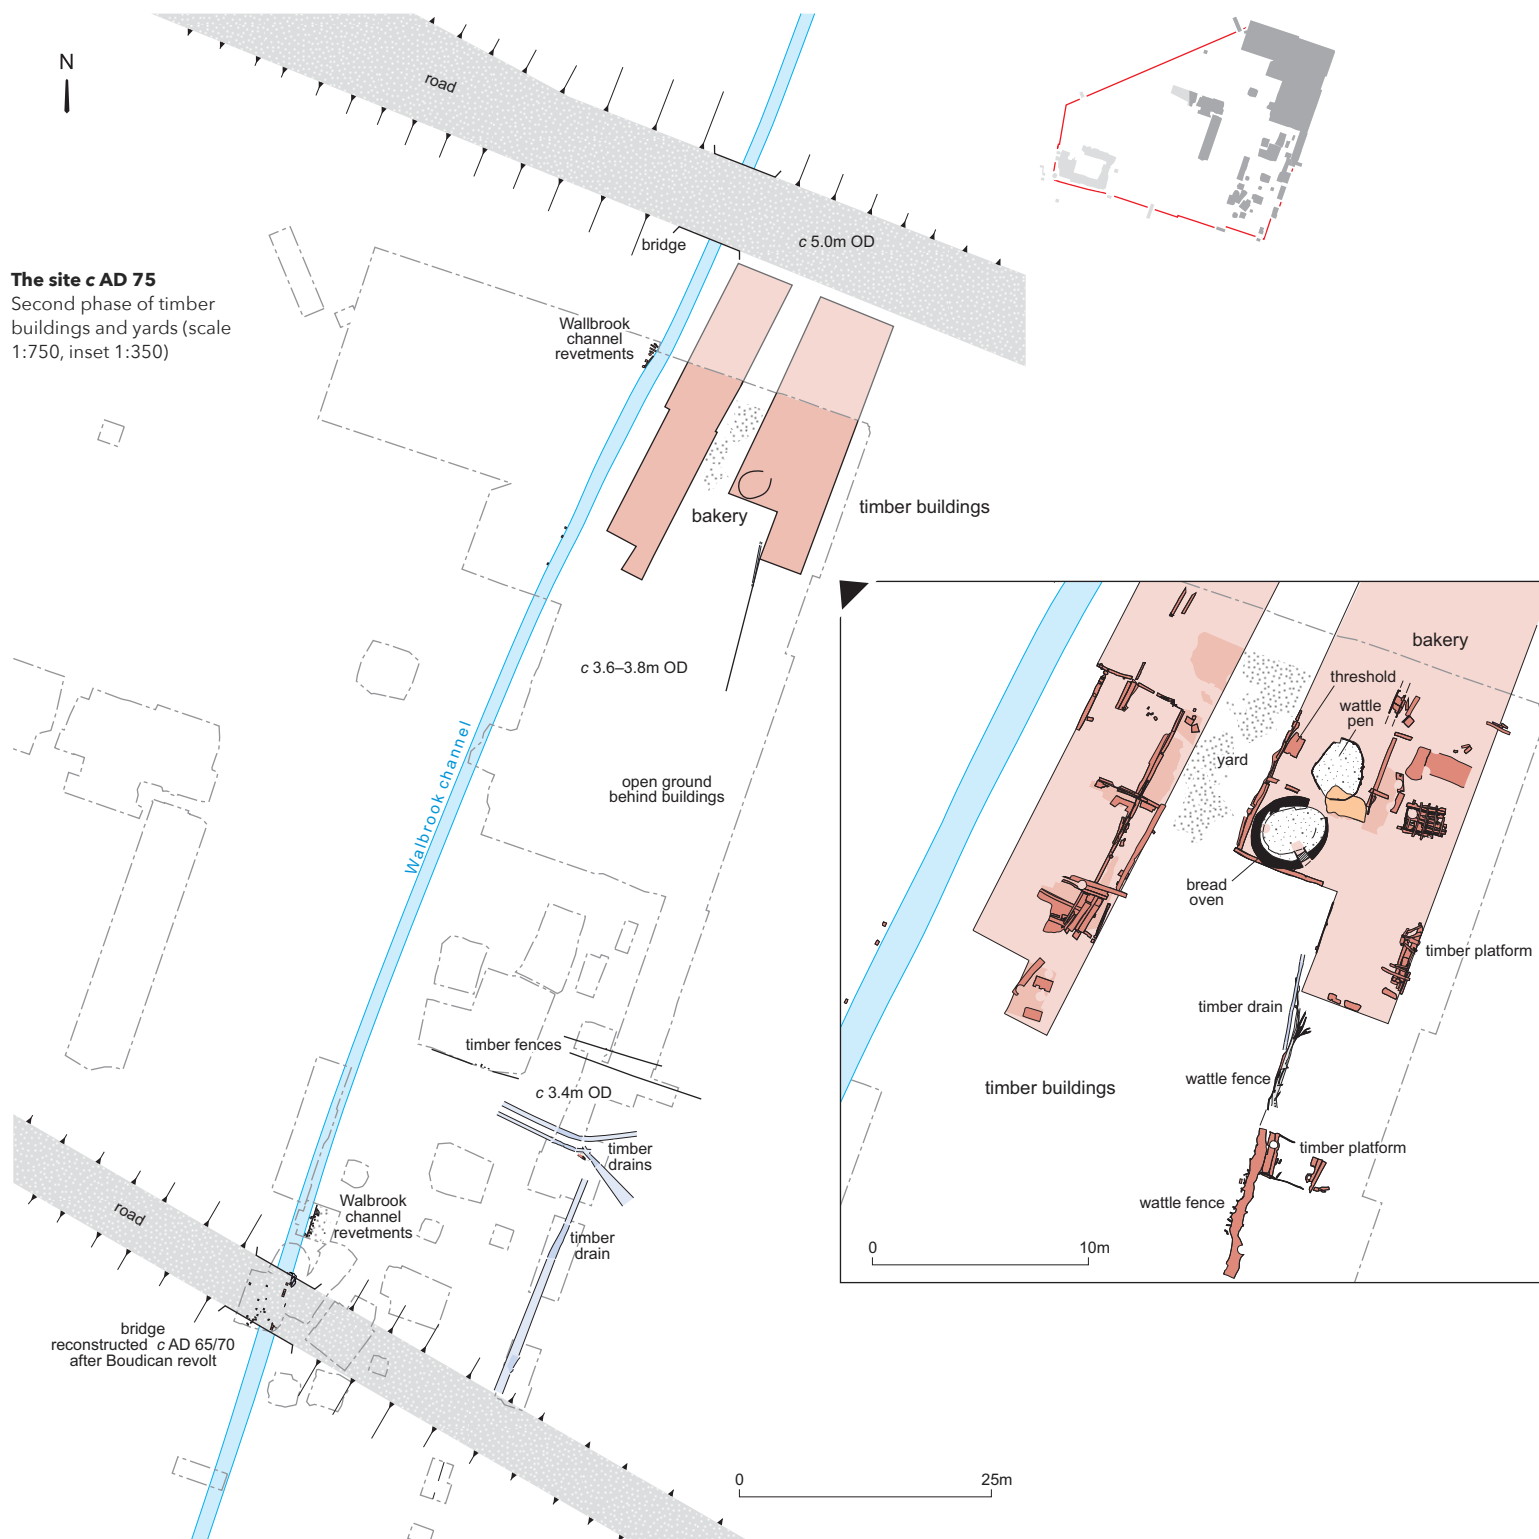 N
road
The site c AD 75
Second phase of timber
buildings and yards (scale
1:750, inset 1:350)
bridge
c 5.0m OD
Wallbrook
channel
revetments
bakery
timber buildings
c 3.6–3.8m OD
Walbrook channel
open ground
behind buildings
timber fences
c 3.4m OD
timber
drains
timber
drain
Walbrook
channel
revetments
road
bridge
reconstructed c AD 65/70
after Boudican revolt
0
25m
bakery
threshold
wattle
pen
yard
bread
oven
timber platform
timber drain
wattle fence
timber buildings
timber platform
wattle fence
0
10m